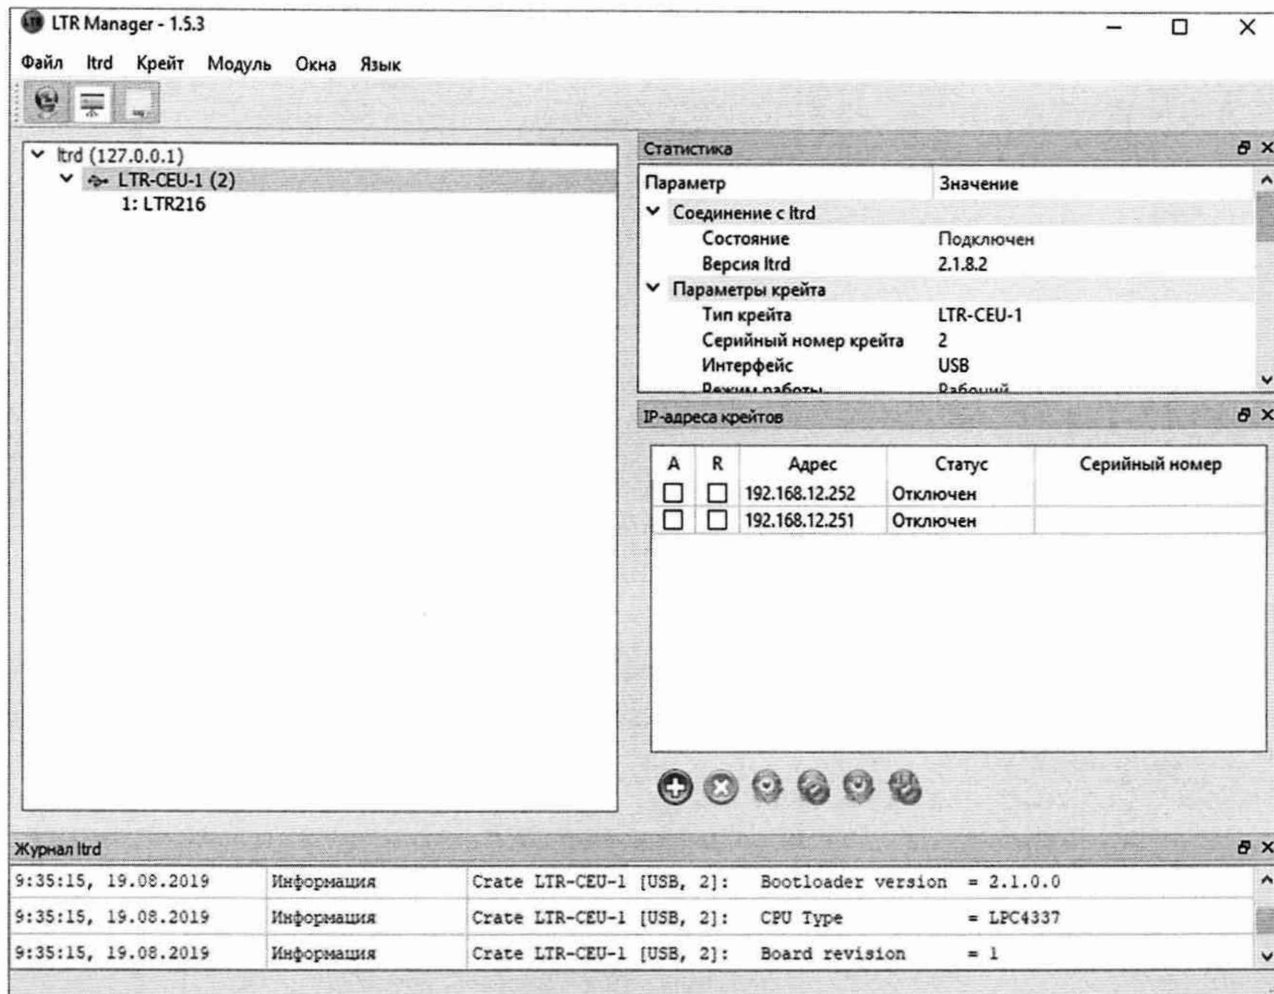 LTR Manager - 1.5.3
Файл ltrd Крейт Модуль Окна Язык
ltrd (127.0.0.1)
LTR-CEU-1 (2)
1: LTR216
Статистика
Параметр Значение
Соединение с ltrd
Состояние Подключен
Версия ltrd 2.1.8.2
Параметры крейта
Тип крейта LTR-CEU-1
Серийный номер крейта 2
Интерфейс USB
Режим работы Рабочий
IP-адреса крейтов
A R Адрес Статус Серийный номер
192.168.12.252 Отключен
192.168.12.251 Отключен
Журнал ltrd
9:35:15, 19.08.2019 Информация Crate LTR-CEU-1 [USB, 2]: Bootloader version = 2.1.0.0
9:35:15, 19.08.2019 Информация Crate LTR-CEU-1 [USB, 2]: CPU Type = LPC4337
9:35:15, 19.08.2019 Информация Crate LTR-CEU-1 [USB, 2]: Board revision = 1